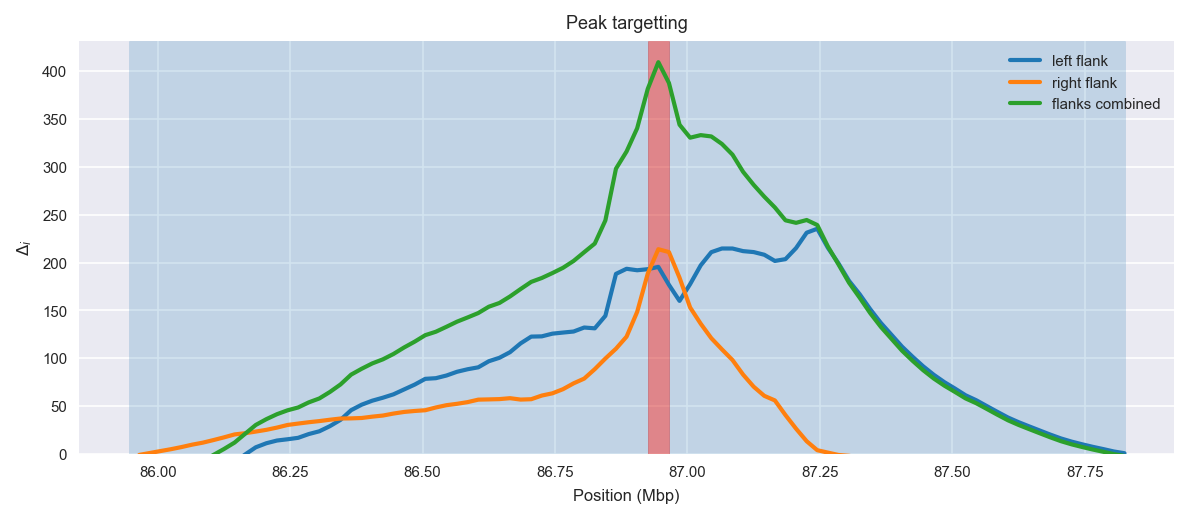 Peak targetting
left flank
right flank
flanks combined
400
350
300
250
200
150
100
50
0
Δi
86.00 86.25 86.50 86.75 87.00 87.25 87.50 87.75
Position (Mbp)